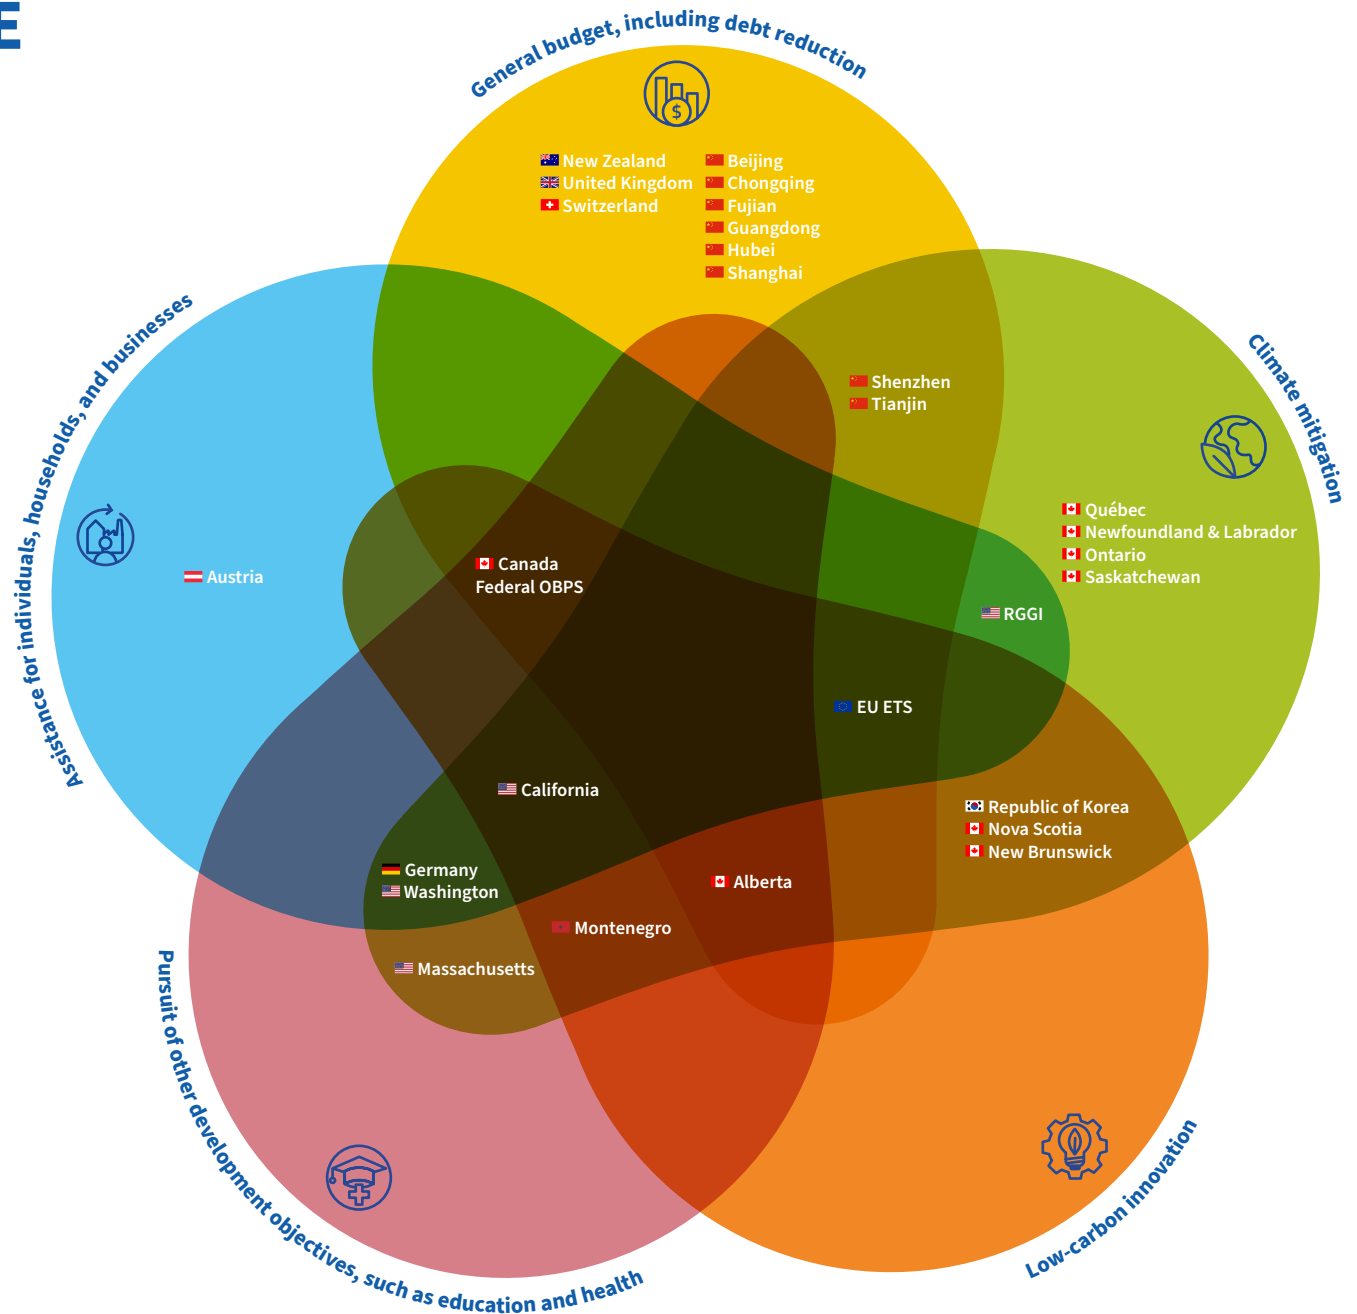 E
General budget, including debt reduction
$
New Zealand
United Kingdom
Switzerland
Beijing
Chongqing
Fujian
Guangdong
Hubei
Shanghai
Climate mitigation
Shenzhen
Tianjin
Assistance for individuals, households, and businesses
Québec
Newfoundland & Labrador
Ontario
Saskatchewan
Austria
Canada
Federal OBPS
RGGI
EU ETS
California
Republic of Korea
Nova Scotia
New Brunswick
Germany
Washington
Alberta
Montenegro
Massachusetts
Pursuit of other development objectives, such as education and health
Low-carbon innovation